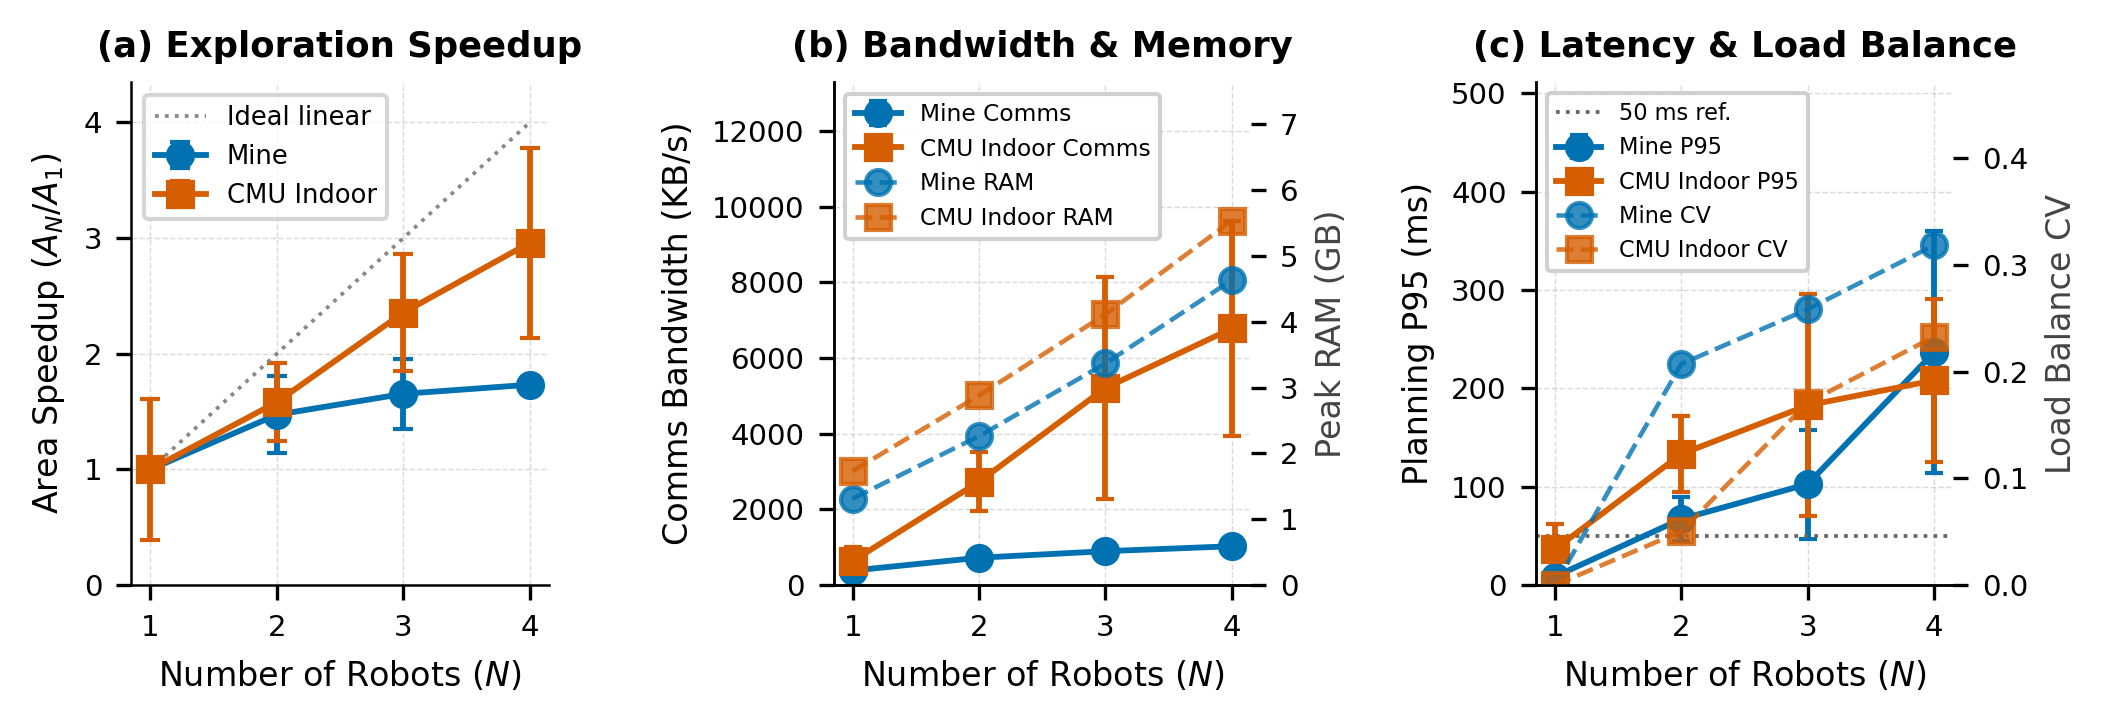 (a) Exploration Speedup
Area Speedup (A_N/A_1)
4
3
2
1
0
Ideal linear
Mine
CMU Indoor
1 2 3 4
Number of Robots (N)
(b) Bandwidth & Memory
Comms Bandwidth (KB/s)
12000
10000
8000
6000
4000
2000
0
Mine Comms
CMU Indoor Comms
Mine RAM
CMU Indoor RAM
7
6
5
4
3
2
1
0
Peak RAM (GB)
1 2 3 4
Number of Robots (N)
(c) Latency & Load Balance
Planning P95 (ms)
500
400
300
200
100
0
50 ms ref.
Mine P95
CMU Indoor P95
Mine CV
CMU Indoor CV
0.4
0.3
0.2
0.1
0.0
Load Balance CV
1 2 3 4
Number of Robots (N)